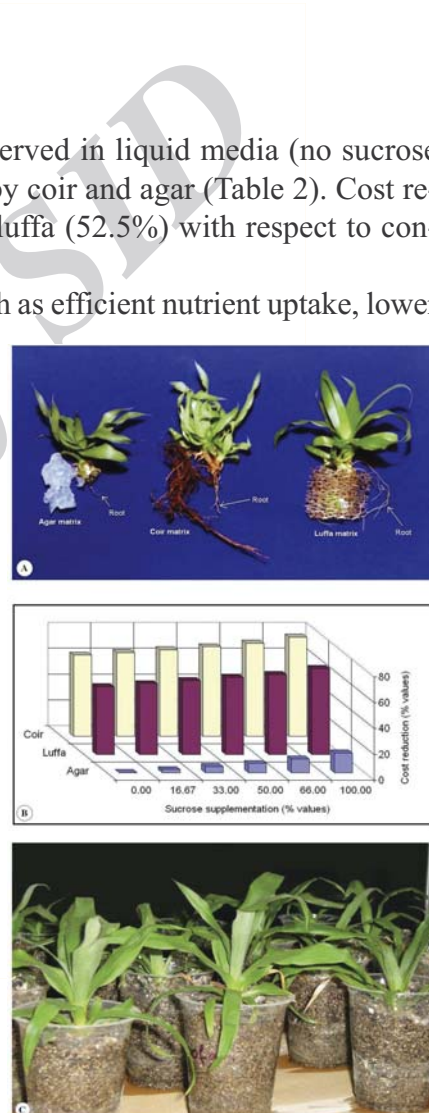 SID
erved in liquid media (no sucrose
by coir and agar (Table 2). Cost re-
luffa (52.5%) with respect to con-
h as efficient nutrient uptake, lower
Root
Agar matrix
Root
Coir matrix
Root
Luffa matrix
A
80
60
40
20
0
Cost reduction (% values)
Coir
Luffa
Agar
0.00 16.67 33.00 50.00 66.00 100.00
Sucrose supplementation (% values)
B
C